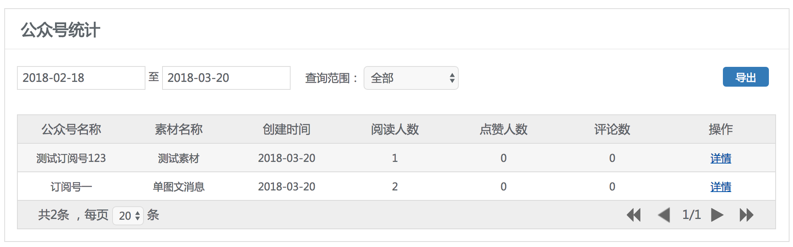 公众号统计
2018-02-18 至 2018-03-20 查询范围： 全部 导出
公众号名称 素材名称 创建时间 阅读人数 点赞人数 评论数 操作
测试订阅号123 测试素材 2018-03-20 1 0 0 详情
订阅号一 单图文消息 2018-03-20 2 0 0 详情
共2条 ，每页 20 条 1/1